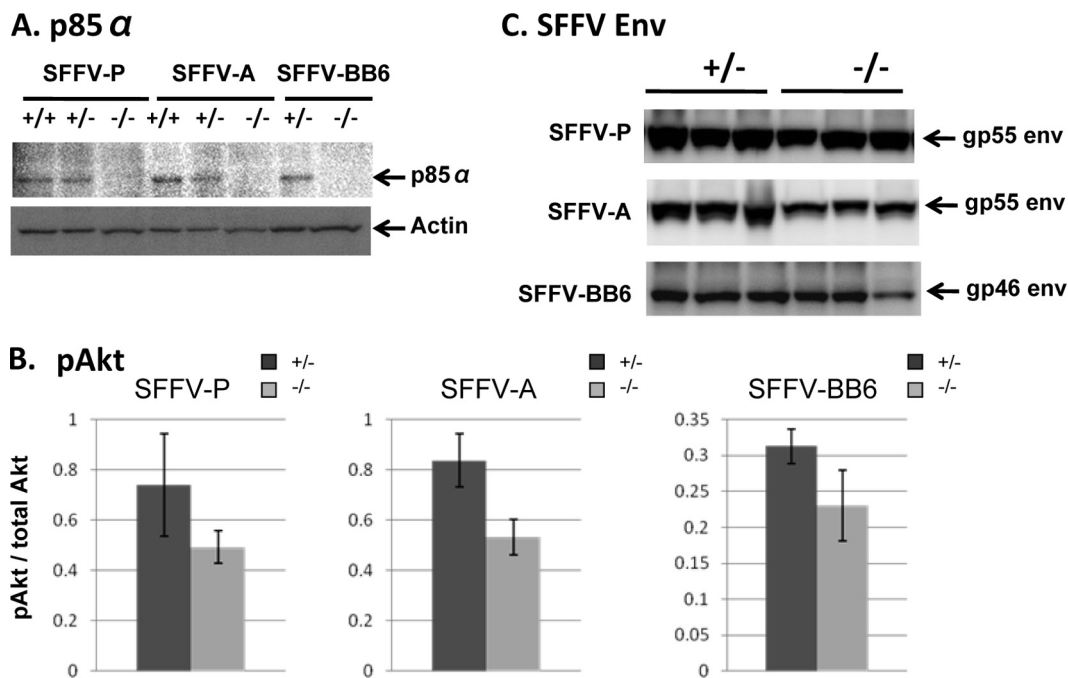 A. p85α
SFFV-P SFFV-A SFFV-BB6
+/+ +/- -/- +/+ +/- -/- +/- -/-
p85α
Actin
C. SFFV Env
+/- -/-
SFFV-P gp55 env
SFFV-A gp55 env
SFFV-BB6 gp46 env
B. pAkt
SFFV-P
+/-
-/-
pAkt / total Akt
1
0.8
0.6
0.4
0.2
0
SFFV-A
+/-
-/-
1
0.8
0.6
0.4
0.2
0
SFFV-BB6
+/-
-/-
0.35
0.3
0.25
0.2
0.15
0.1
0.05
0